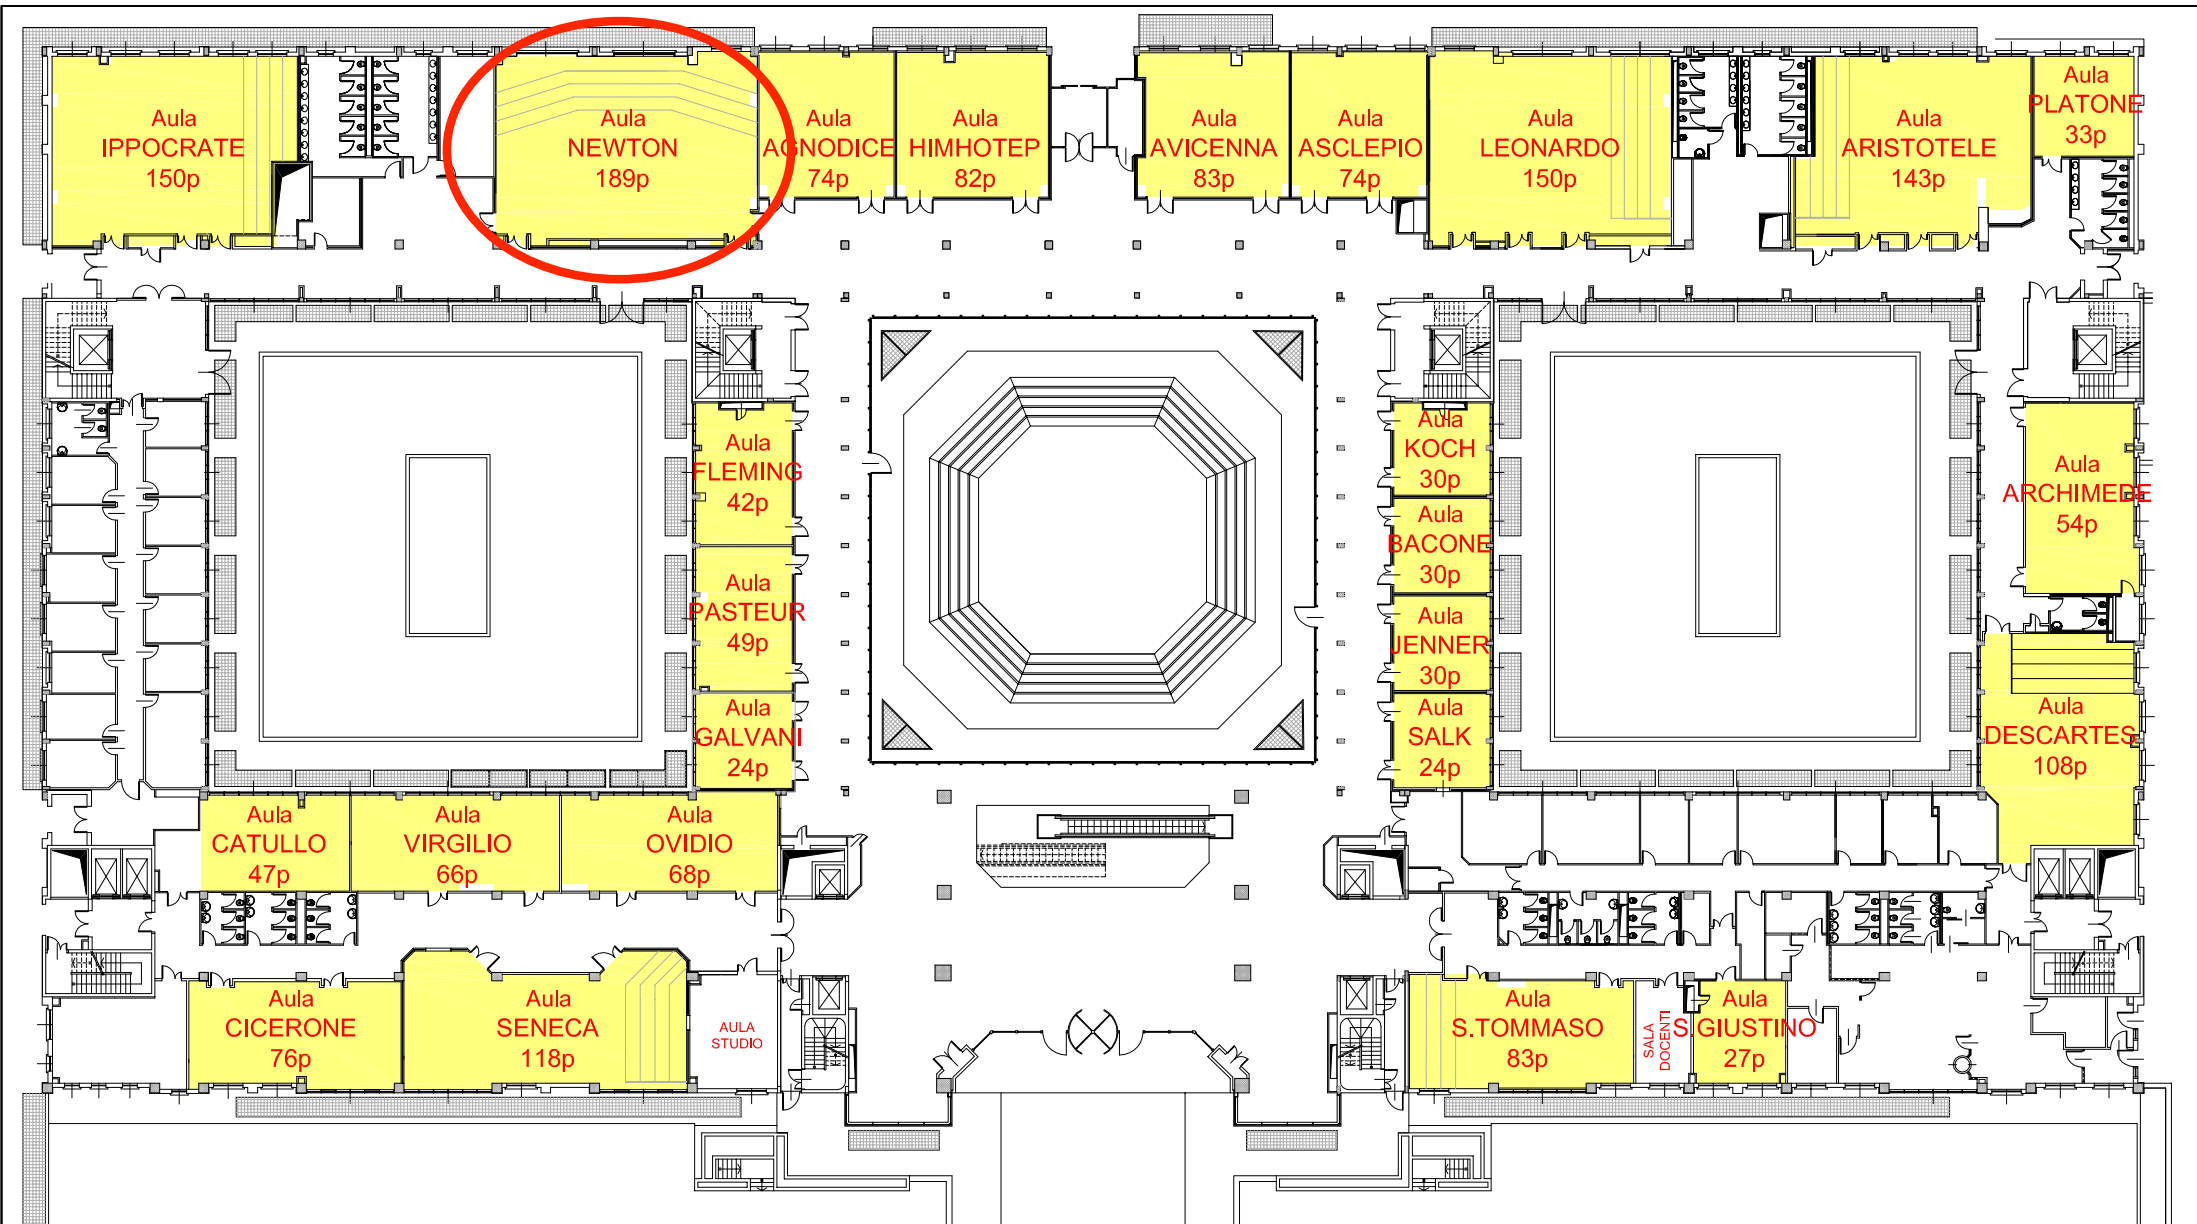 Aula
IPPOCRATE
150p
Aula
NEWTON
189p
Aula
AGNODICE
74p
Aula
HIMHOTEP
82p
Aula
AVICENNA
83p
Aula
ASCLEPIO
74p
Aula
LEONARDO
150p
Aula
ARISTOTELE
143p
Aula
PLATONE
33p
Aula
FLEMING
42p
Aula
PASTEUR
49p
Aula
GALVANI
24p
Aula
KOCH
30p
Aula
BACONE
30p
Aula
JENNER
30p
Aula
SALK
24p
Aula
ARCHIMEDE
54p
Aula
DESCARTES
108p
Aula
CATULLO
47p
Aula
VIRGILIO
66p
Aula
OVIDIO
68p
Aula
CICERONE
76p
Aula
SENECA
118p
AULA
STUDIO
Aula
S.TOMMASO
83p
SALA
DOCENTI
Aula
S.GIUSTINO
27p